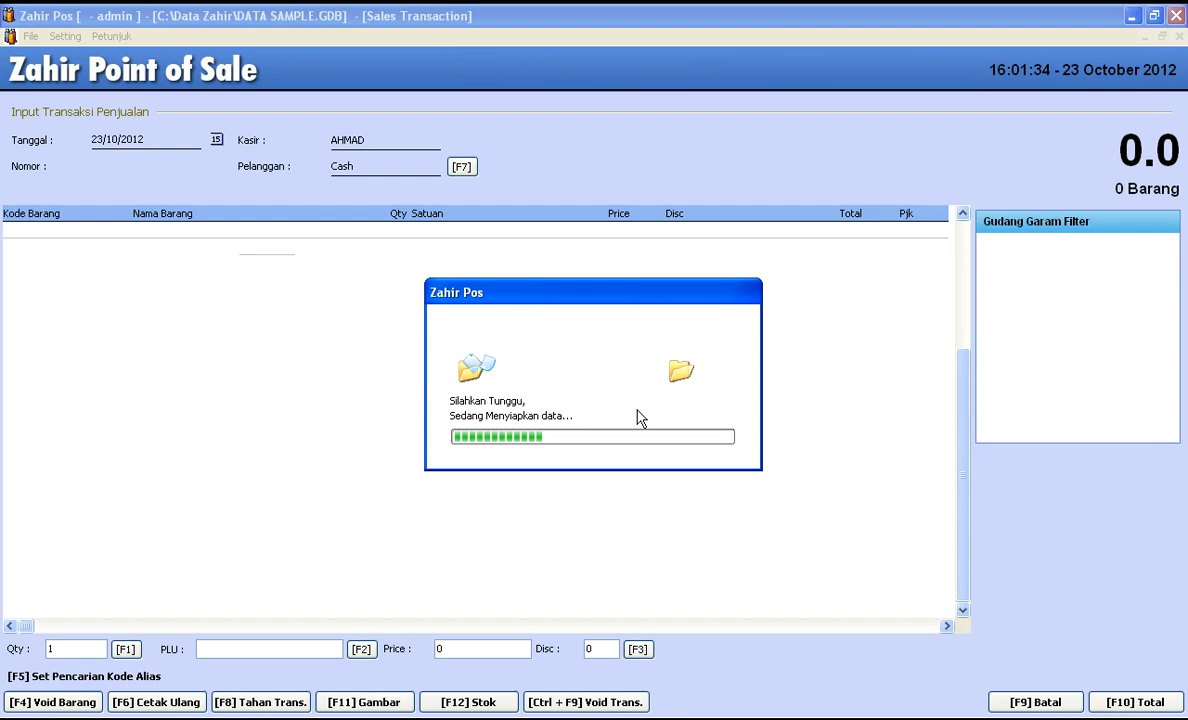 Zahir Pos [ - admin ] - [C:\Data Zahir\DATA SAMPLE.GDB] - [Sales Transaction]
File Setting Petunjuk
Zahir Point of Sale
16:01:34 - 23 October 2012
Input Transaksi Penjualan
Tanggal : 23/10/2012 15 Kasir : AHMAD
0.0
Nomor : Pelanggan : Cash [F7]
0 Barang
Kode Barang Nama Barang Qty Satuan Price Disc Total Pjk
Gudang Garam Filter
Zahir Pos
Silahkan Tunggu,
Sedang Menyiapkan data...
Qty : 1 [F1] PLU : [F2] Price : 0 Disc : 0 [F3]
[F5] Set Pencarian Kode Alias
[F4] Void Barang [F6] Cetak Ulang [F8] Tahan Trans. [F11] Gambar [F12] Stok [Ctrl + F9] Void Trans. [F9] Batal [F10] Total